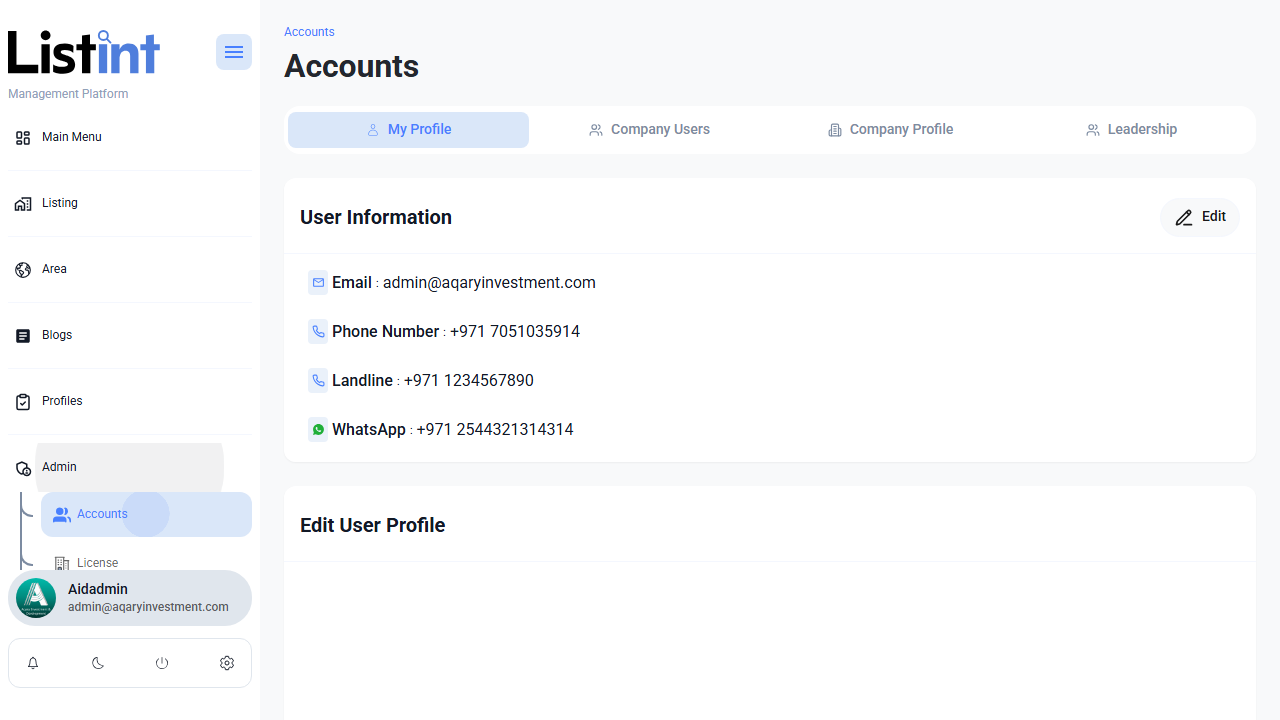 Listint
Management Platform
Main Menu
Listing
Area
Blogs
Profiles
Admin
Accounts
License
Aidadmin
admin@aqaryinvestment.com
Accounts
Accounts
My Profile
Company Users
Company Profile
Leadership
User Information
Edit
Email : admin@aqaryinvestment.com
Phone Number : +971 7051035914
Landline : +971 1234567890
WhatsApp : +971 2544321314314
Edit User Profile